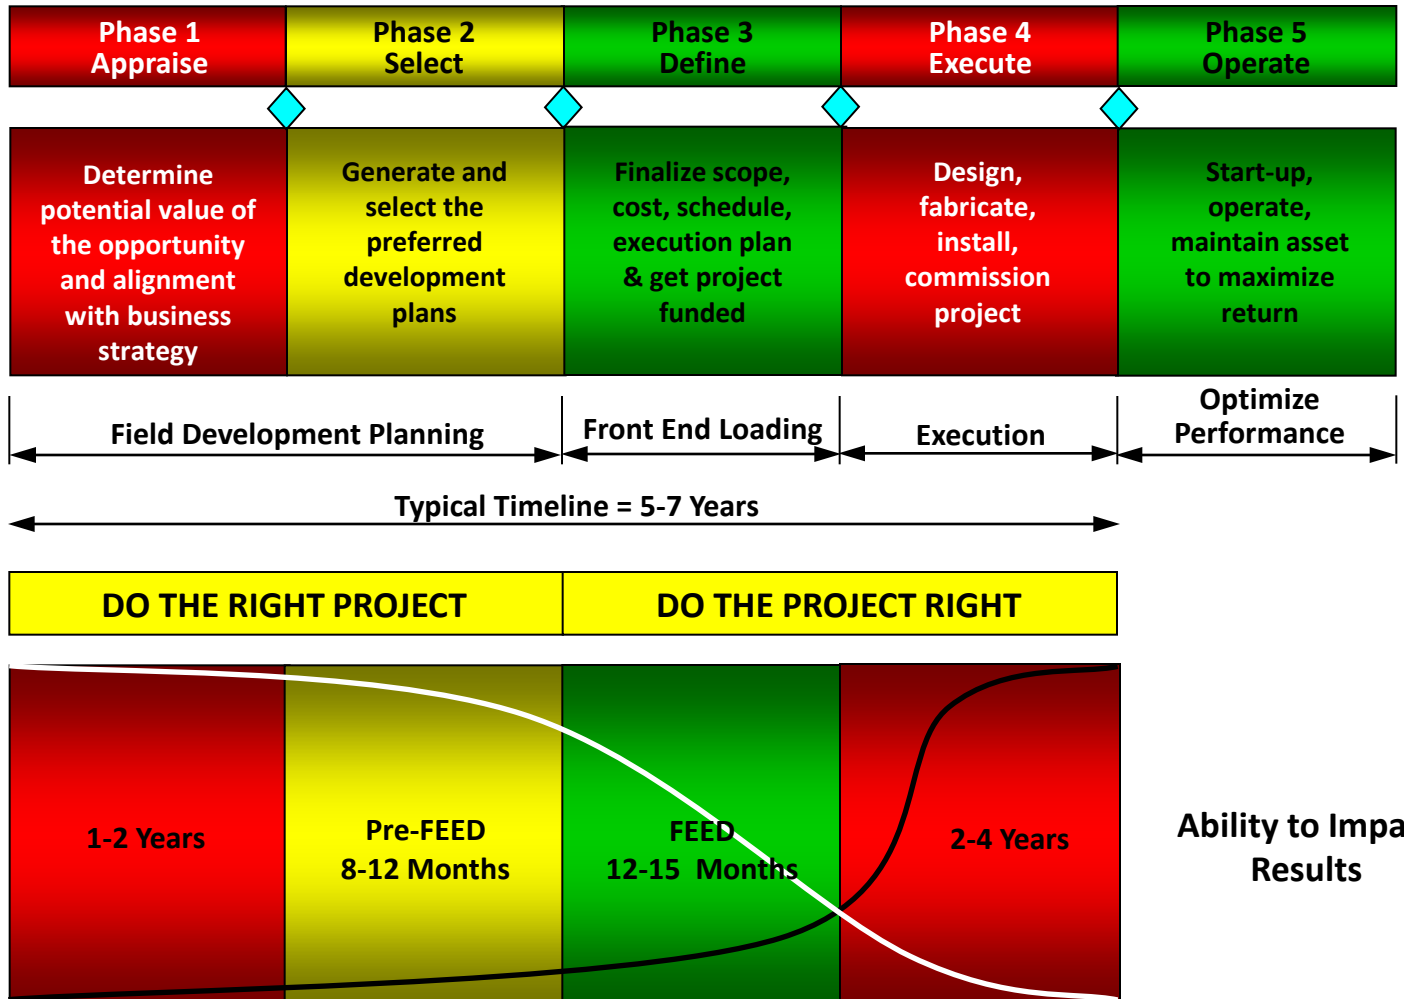 Phase 1
Appraise
Phase 2
Select
Phase 3
Define
Phase 4
Execute
Phase 5
Operate
Determine
potential value of
the opportunity
and alignment
with business
strategy
Generate and
select the
preferred
development
plans
Finalize scope,
cost, schedule,
execution plan
& get project
funded
Design,
fabricate,
install,
commission
project
Start-up,
operate,
maintain asset
to maximize
return
Field Development Planning
Front End Loading
Execution
Optimize
Performance
Typical Timeline = 5-7 Years
DO THE RIGHT PROJECT
DO THE PROJECT RIGHT
1-2 Years
Pre-FEED
8-12 Months
FEED
12-15 Months
2-4 Years
Ability to Impa
Results